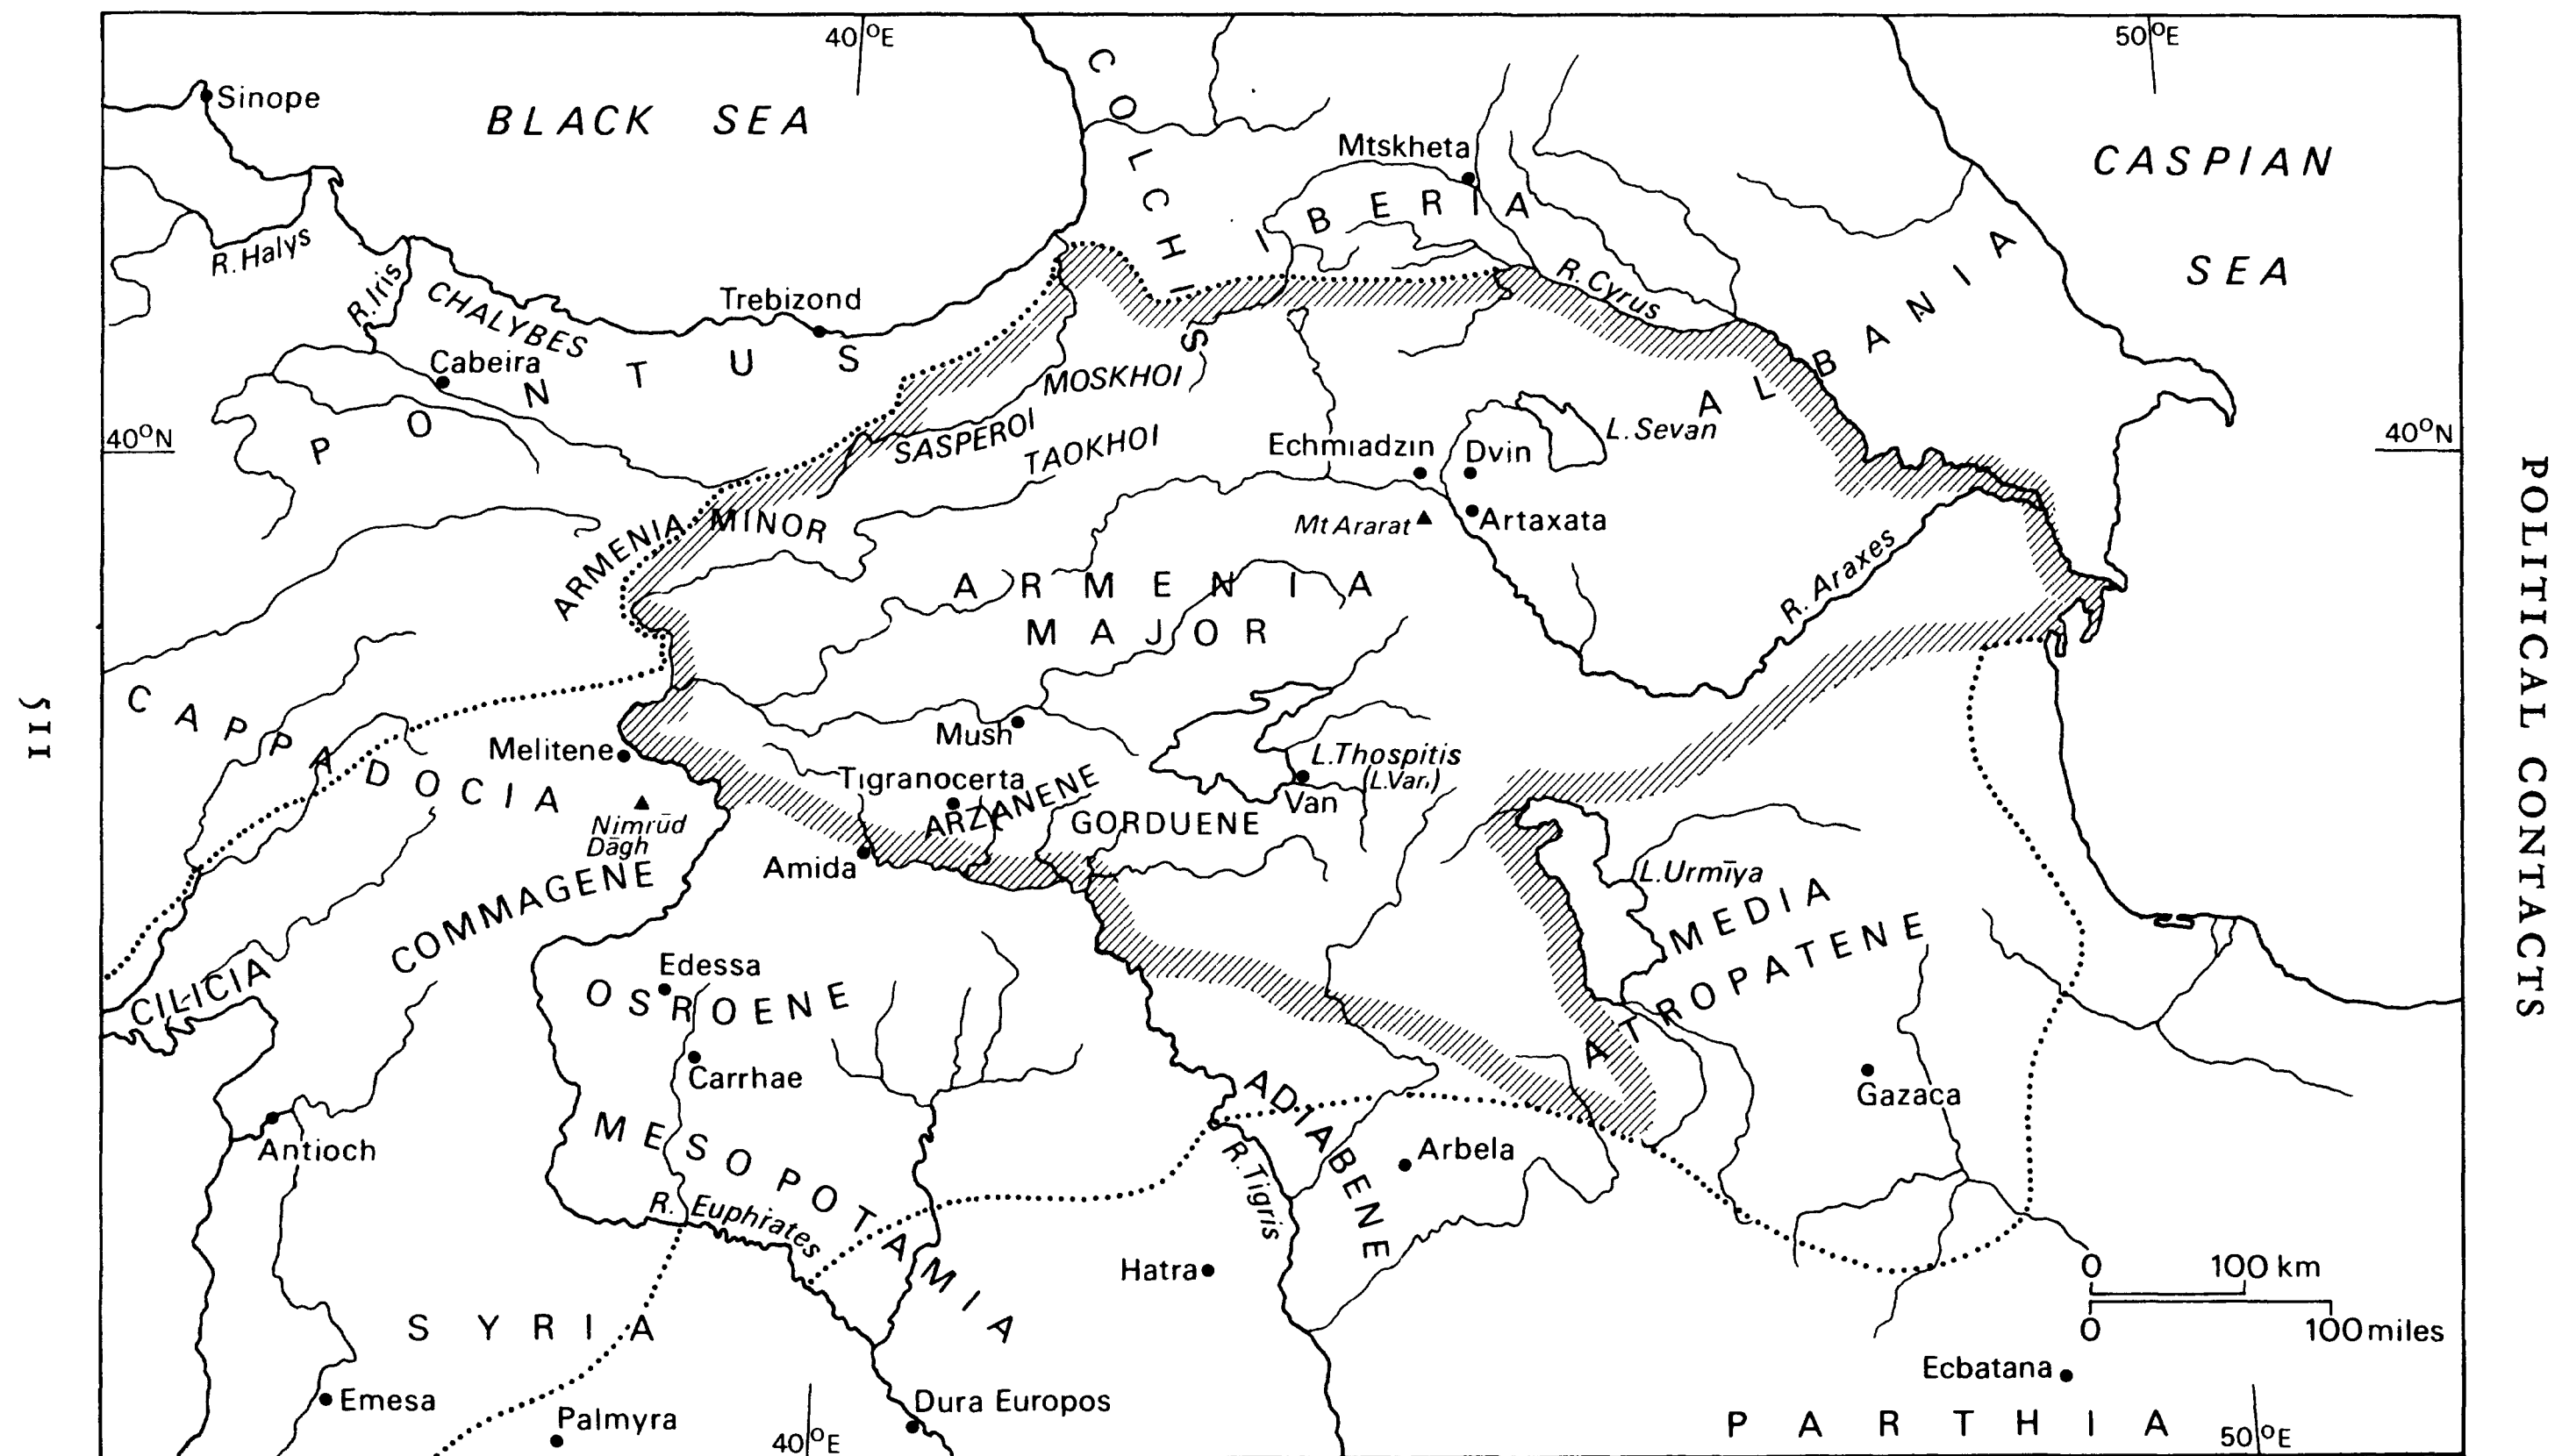 40°E
50°E
Sinope
BLACK SEA
COLCHIS
CASPIAN
SEA
Mtskheta
IBERIA
R. Halys
R. Iris
CHALYBES
Trebizond
R. Cyrus
ALBANIA
Cabeira
PONTUS
MOSKHOI
SASPEROI
TAOKHOI
40°N
40°N
L. Sevan
Echmiadzin
Dvin
Mt Ararat
Artaxata
ARMENIA MINOR
R. Araxes
ARMENIA
MAJOR
CAPPADOCIA
Melitene
Mush
L. Thospitis
(L. Van)
Van
Tigranocerta
ARZANENE
GORDUENE
Nimrūd
Dāgh
Amida
COMMAGENE
L. Urmīya
MEDIA
ATROPATENE
CILICIA
Edessa
OSROENE
Carrhae
Gazaca
ADIABENE
Antioch
MESOPOTAMIA
Arbela
R. Tigris
R. Euphrates
Hatra
0 100 km
0 100 miles
SYRIA
Ecbatana
Emesa
Palmyra
Dura Europos
PARTHIA
40°E
50°E
POLITICAL CONTACTS
511